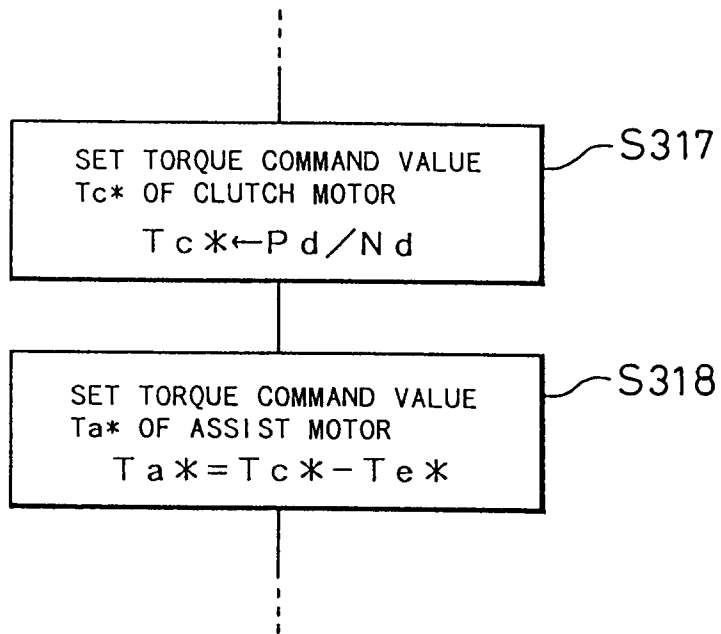 SET TORQUE COMMAND VALUE
Tc* OF CLUTCH MOTOR
Tc*←Pd/Nd
S317
SET TORQUE COMMAND VALUE
Ta* OF ASSIST MOTOR
Ta*=Tc*-Te*
S318